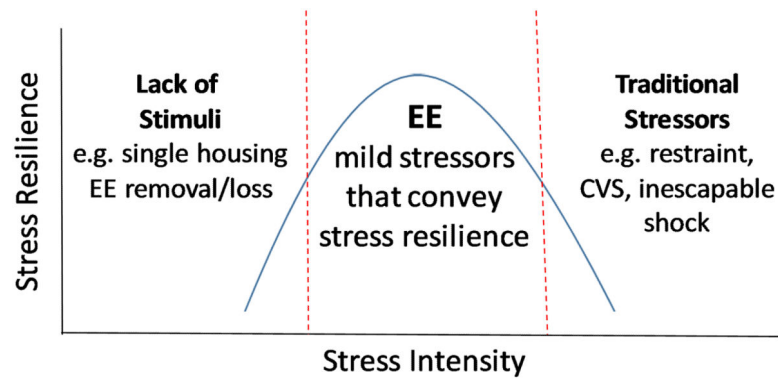 Stress Resilience
Lack of
Stimuli
e.g. single housing
EE removal/loss
EE
mild stressors
that convey
stress resilience
Traditional
Stressors
e.g. restraint,
CVS, inescapable
shock
Stress Intensity